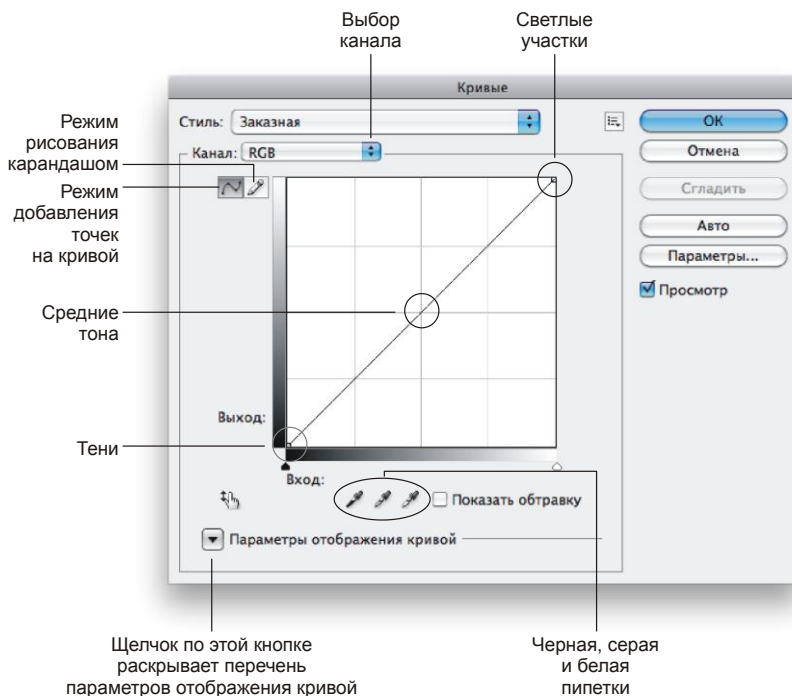 Выбор
канала
Светлые
участки
Кривые
Стиль: Заказная
Канал: RGB
OK
Отмена
Сгладить
Авто
Параметры...
Просмотр
Режим
рисования
карандашом
Режим
добавления
точек
на кривой
Средние
тона
Выход:
Тени
Вход:
Показать обтравку
Параметры отображения кривой
Щелчок по этой кнопке
раскрывает перечень
параметров отображения кривой
Черная, серая
и белая
пипетки